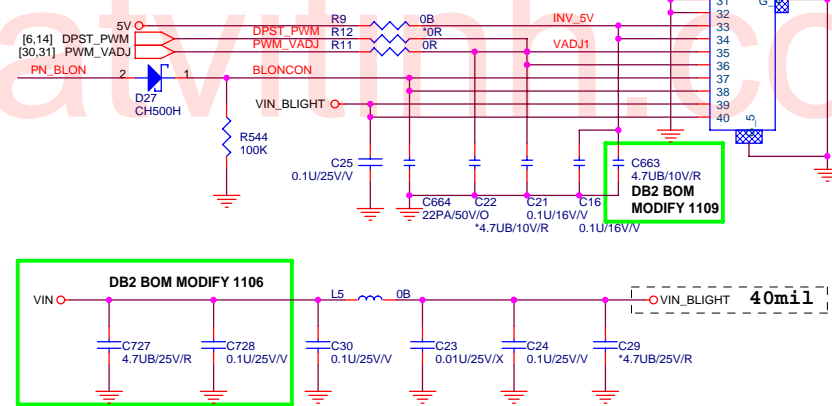 31
G_
32
33
34
35
36
37
38
39
40
_5
5V R9 0B INV_5V
[6,14] DPST_PWM DPST_PWM R12 *0R
[30,31] PWM_VADJ PWM_VADJ R11 0R VADJ1
PN_BLON 2 1 BLONCON
D27
CH500H
VIN_BLIGHT
R544
100K
C25
0.1U/25V/V
C664
22PA/50V/O
C22
*4.7UB/10V/R
C21
0.1U/16V/V
C16
0.1U/16V/V
C663
4.7UB/10V/R
DB2 BOM
MODIFY 1109
DB2 BOM MODIFY 1106
VIN L5 0B VIN_BLIGHT 40mil
C727
4.7UB/25V/R
C728
0.1U/25V/V
C30
0.1U/25V/V
C23
0.01U/25V/X
C24
0.1U/25V/V
C29
*4.7UB/25V/R